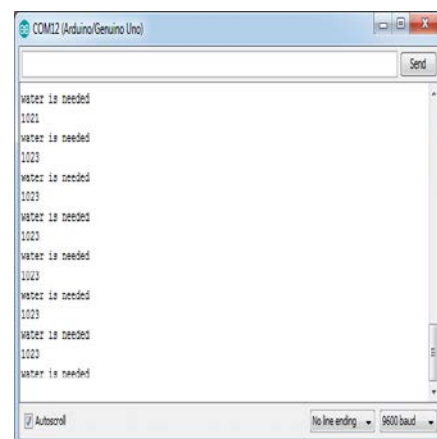 COM12 (Arduino/Genuino Uno)
Send
water is needed
1021
water is needed
1023
water is needed
1023
water is needed
1023
water is needed
1023
water is needed
1023
water is needed
1023
water is needed
Autoscroll
No line ending
9600 baud